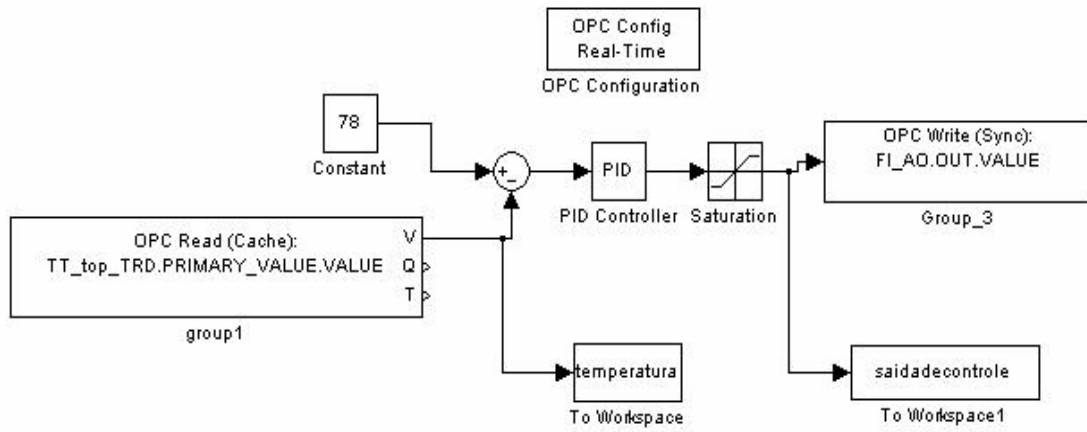 OPC Config
Real-Time
OPC Configuration
78
Constant
+
-
PID
PID Controller
Saturation
OPC Write (Sync):
FI_AO.OUT.VALUE
Group_3
OPC Read (Cache):
TT_top_TRD.PRIMARY_VALUE.VALUE
V
Q
T
group1
temperatura
To Workspace
saidadecontrole
To Workspace1